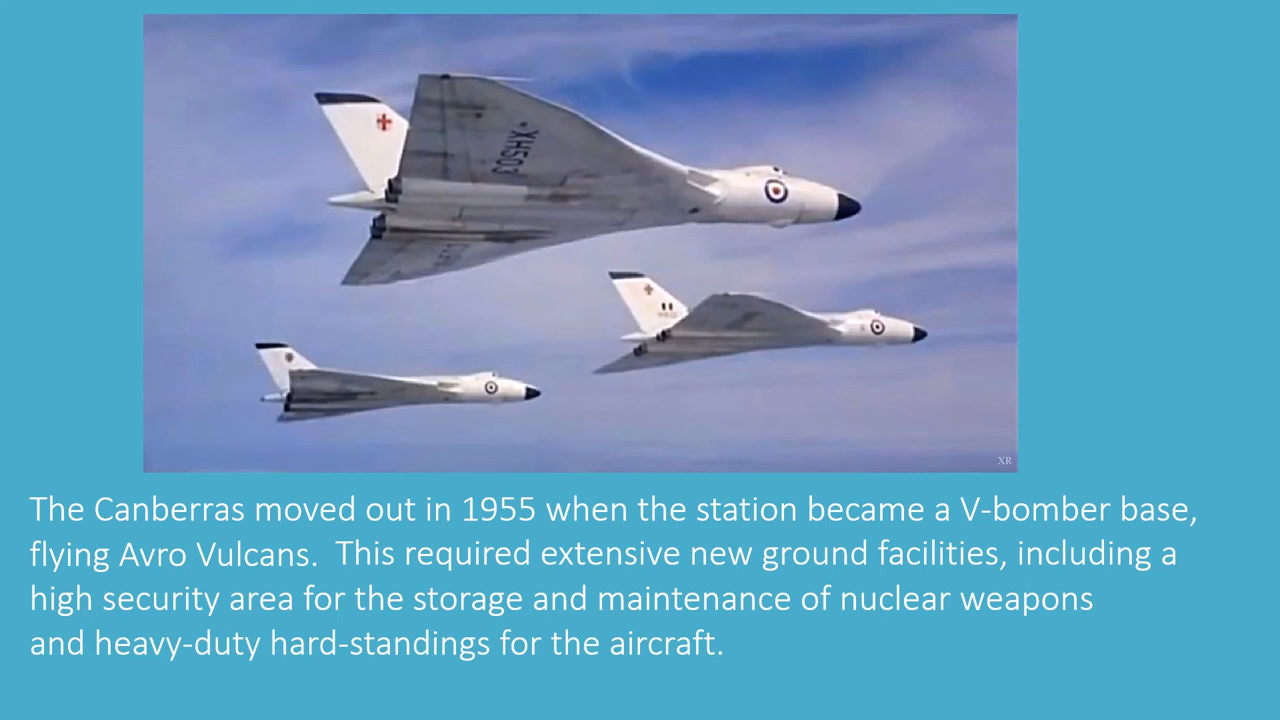 XH503
XR
The Canberras moved out in 1955 when the station became a V-bomber base,
flying Avro Vulcans.  This required extensive new ground facilities, including a
high security area for the storage and maintenance of nuclear weapons
and heavy-duty hard-standings for the aircraft.